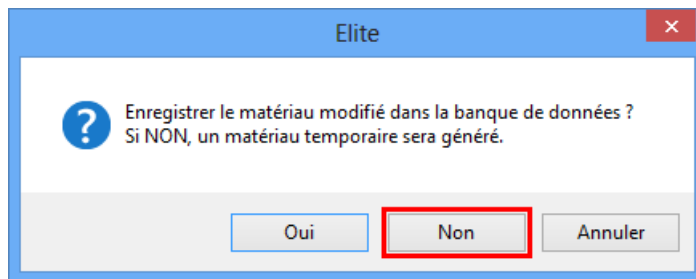 Elite
Enregistrer le matériau modifié dans la banque de données ?
Si NON, un matériau temporaire sera généré.
Oui Non Annuler